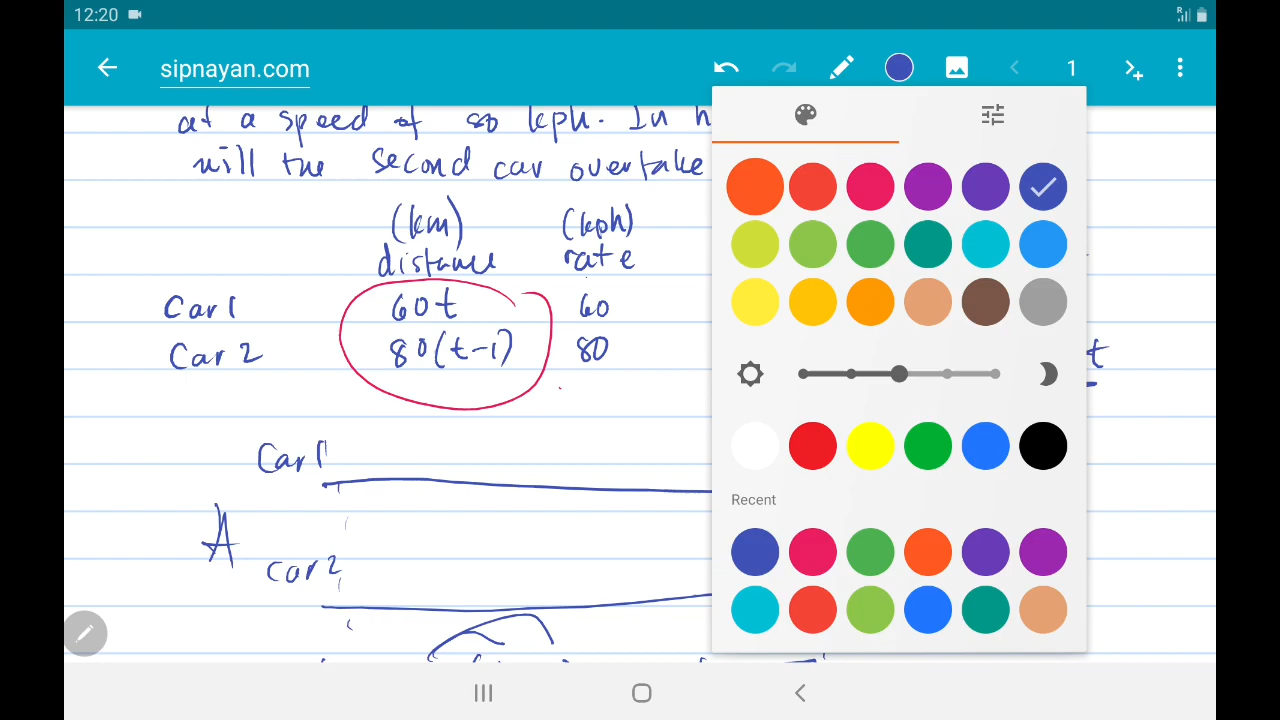 12:20
sipnayan.com
1
at a speed of 80 kph. In h
will the second car overtake
(km) (kph)
distance rate
Car 1 60t 60
Car 2 80(t-1) 80
t
Car 1
A
Car 2
Recent